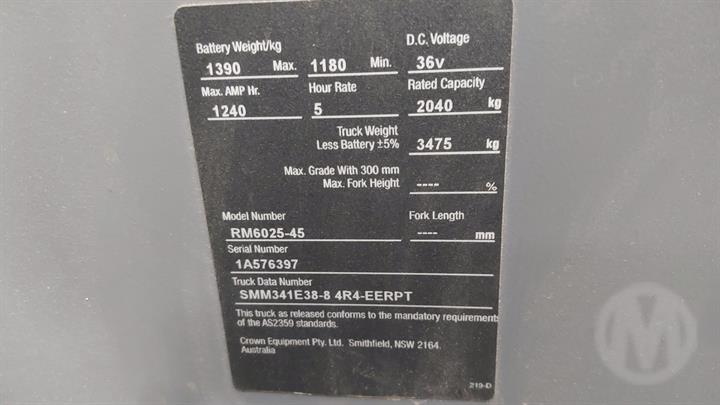 Battery Weight/kg
1390 Max. 1180 Min.
D.C. Voltage
36v
Max. AMP Hr.
1240
Hour Rate
5
Rated Capacity
2040 kg
Truck Weight
Less Battery ±5% 3475 kg
Max. Grade With 300 mm
Max. Fork Height ---- %
Model Number
RM6025-45
Fork Length
---- mm
Serial Number
1A576397
Truck Data Number
SMM341E38-8 4R4-EERPT
This truck as released conforms to the mandatory requirements
of the AS2359 standards.
Crown Equipment Pty. Ltd. Smithfield, NSW 2164.
Australia
219-D
M